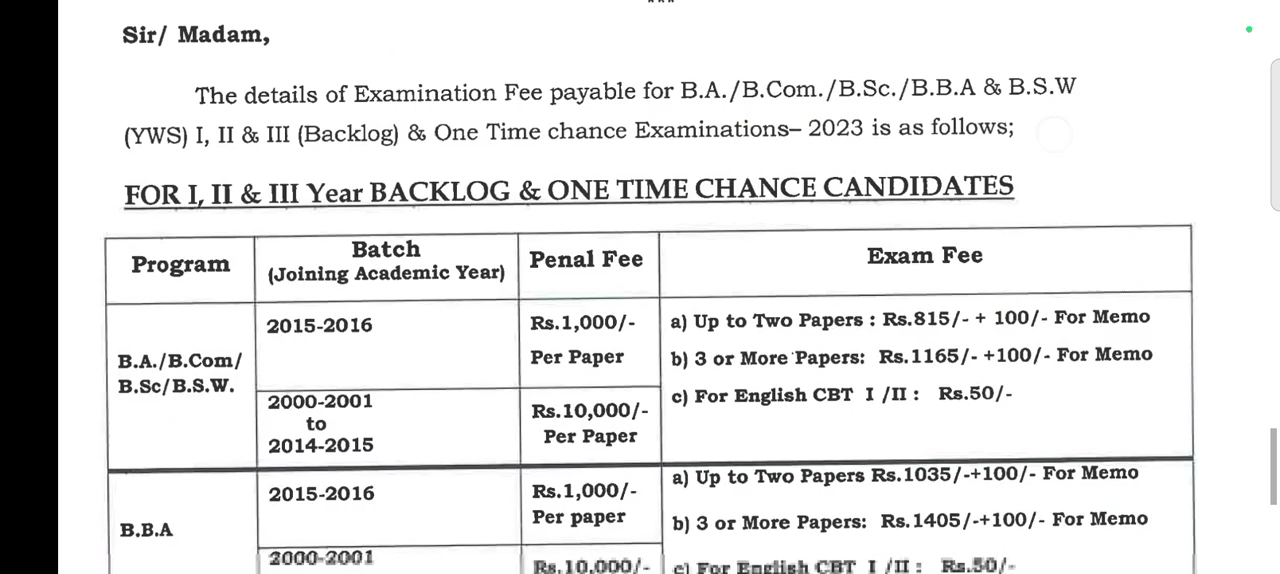 ***
Sir/ Madam,
The details of Examination Fee payable for B.A./B.Com./B.Sc./B.B.A & B.S.W
(YWS) I, II & III (Backlog) & One Time chance Examinations– 2023 is as follows;
FOR I, II & III Year BACKLOG & ONE TIME CHANCE CANDIDATES
Program
Batch
(Joining Academic Year)
Penal Fee
Exam Fee
B.A./B.Com/
B.Sc/B.S.W.
2015-2016
Rs.1,000/-
Per Paper
a) Up to Two Papers : Rs.815/- + 100/- For Memo
b) 3 or More Papers: Rs.1165/- +100/- For Memo
c) For English CBT I /II : Rs.50/-
2000-2001
to
2014-2015
Rs.10,000/-
Per Paper
B.B.A
2015-2016
Rs.1,000/-
Per paper
a) Up to Two Papers Rs.1035/-+100/- For Memo
b) 3 or More Papers: Rs.1405/-+100/- For Memo
2000-2001
Rs.10,000/-
c) For English CBT I /II : Rs.50/-